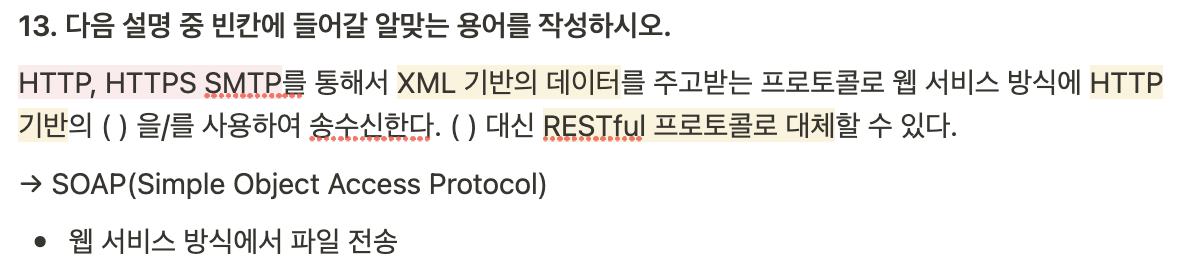 13. 다음 설명 중 빈칸에 들어갈 알맞는 용어를 작성하시오.
HTTP, HTTPS SMTP를 통해서 XML 기반의 데이터를 주고받는 프로토콜로 웹 서비스 방식에 HTTP
기반의 ( ) 을/를 사용하여 송수신한다. ( ) 대신 RESTful 프로토콜로 대체할 수 있다.
→ SOAP(Simple Object Access Protocol)
• 웹 서비스 방식에서 파일 전송